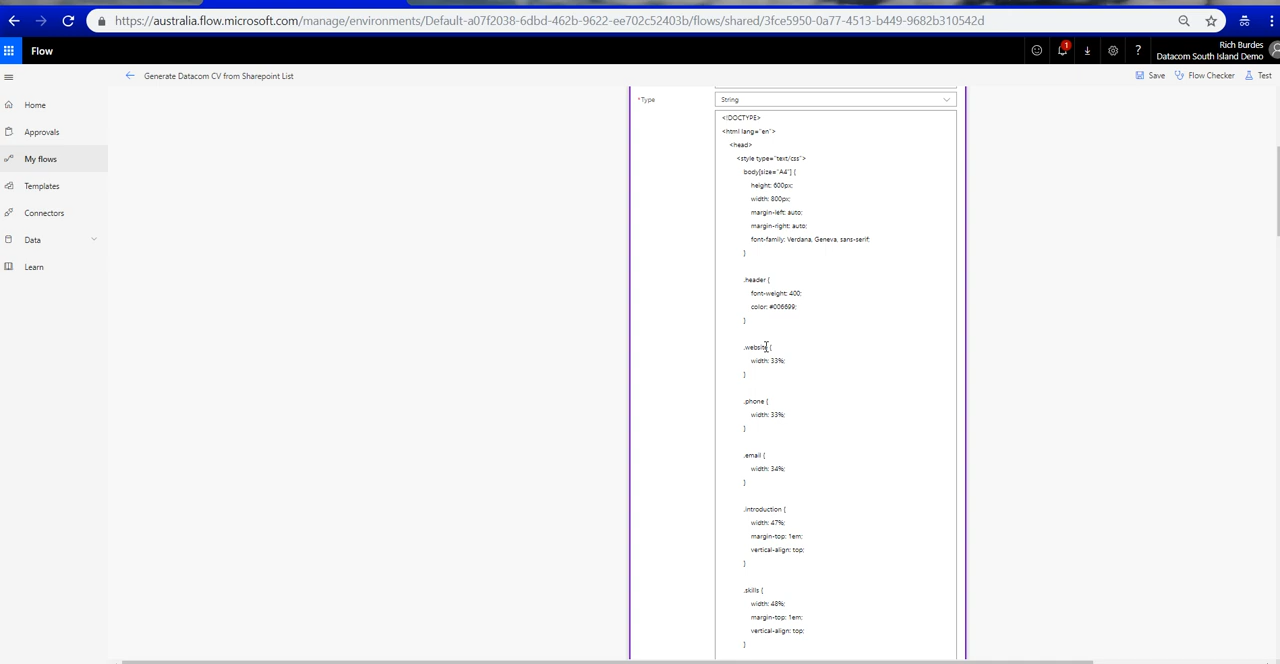 https://australia.flow.microsoft.com/manage/environments/Default-a07f2038-6dbd-462b-9622-ee702c52403b/flows/shared/3fce5950-0a77-4513-b449-9682b310542d
Flow
1
?
Rich Burdes
Datacom South Island Demo
Generate Datacom CV from Sharepoint List
Save
Flow Checker
Test
Home
Approvals
My flows
Templates
Connectors
Data
Learn
*Type
String
<!DOCTYPE>
<html lang="en">
<head>
<style type="text/css">
body[size="A4"] {
height: 600px;
width: 800px;
margin-left: auto;
margin-right: auto;
font-family: Verdana, Geneva, sans-serif;
}
.header {
font-weight: 400;
color: #006699;
}
.website {
width: 33%;
}
.phone {
width: 33%;
}
.email {
width: 34%;
}
.introduction {
width: 47%;
margin-top: 1em;
vertical-align: top;
}
.skills {
width: 48%;
margin-top: 1em;
vertical-align: top;
}